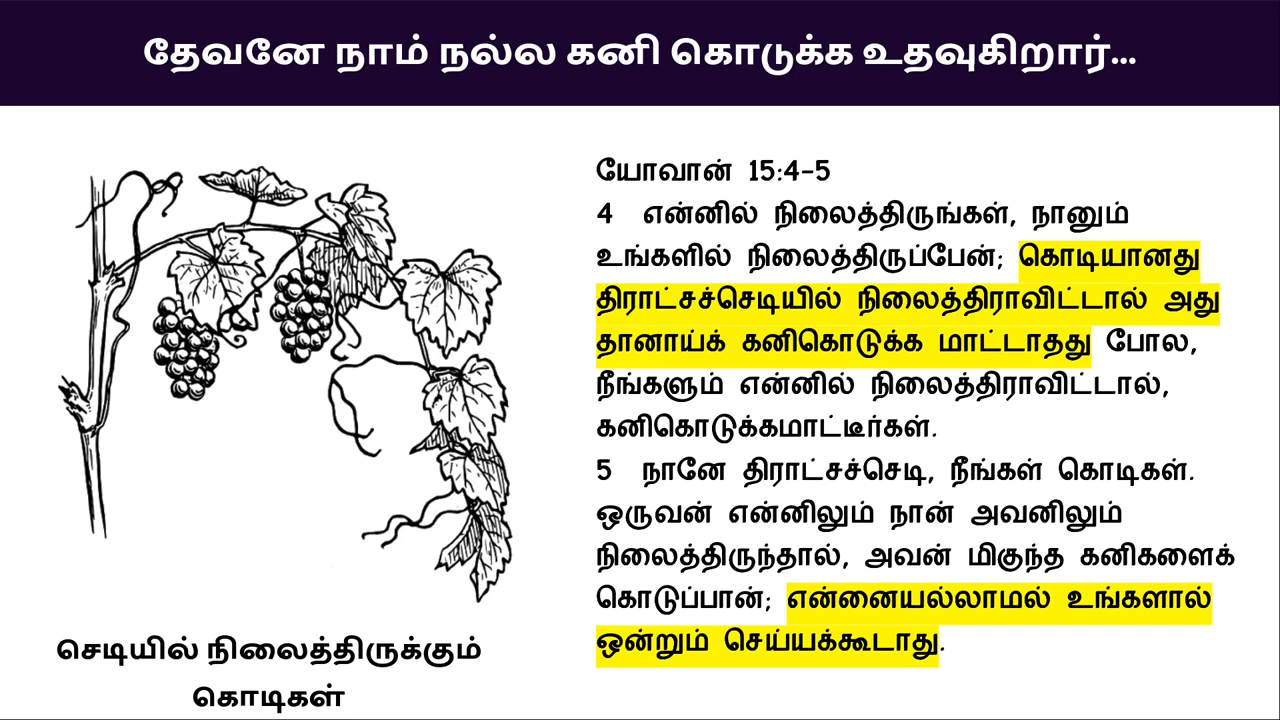 தேவனே நாம் நல்ல கனி கொடுக்க உதவுகிறார்...
யோவான் 15:4-5
4 என்னில் நிலைத்திருங்கள், நானும்
உங்களில் நிலைத்திருப்பேன்; கொடியானது
திராட்சச்செடியில் நிலைத்திராவிட்டால் அது
தானாய்க் கனிகொடுக்க மாட்டாதது போல,
நீங்களும் என்னில் நிலைத்திராவிட்டால்,
கனிகொடுக்கமாட்டீர்கள்.
5 நானே திராட்சச்செடி, நீங்கள் கொடிகள்.
ஒருவன் என்னிலும் நான் அவனிலும்
நிலைத்திருந்தால், அவன் மிகுந்த கனிகளைக்
கொடுப்பான்; என்னையல்லாமல் உங்களால்
ஒன்றும் செய்யக்கூடாது.
செடியில் நிலைத்திருக்கும்
கொடிகள்